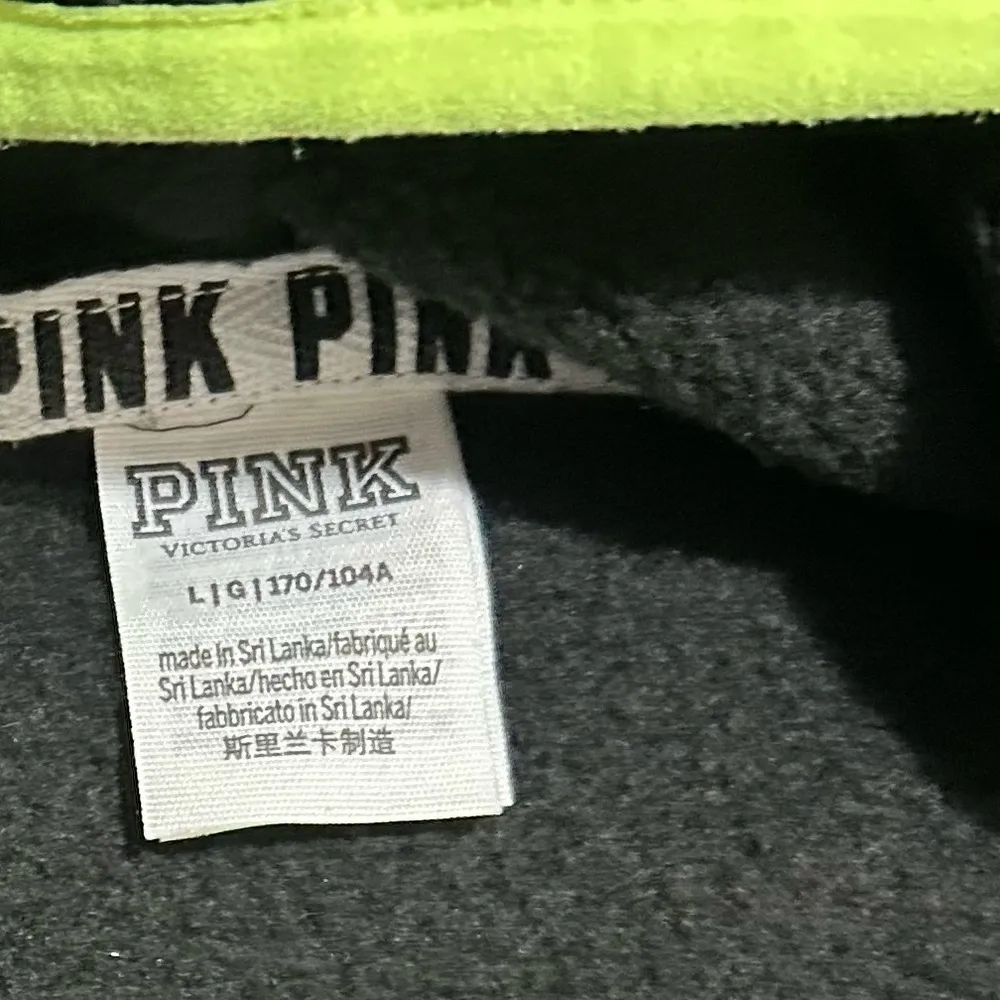 PINK PINK
PINK
VICTORIA'S SECRET
L|G|170/104A
made in Sri Lanka/fabriqué au
Sri Lanka/hecho en Sri Lanka/
fabbricato in Sri Lanka/
斯里兰卡制造